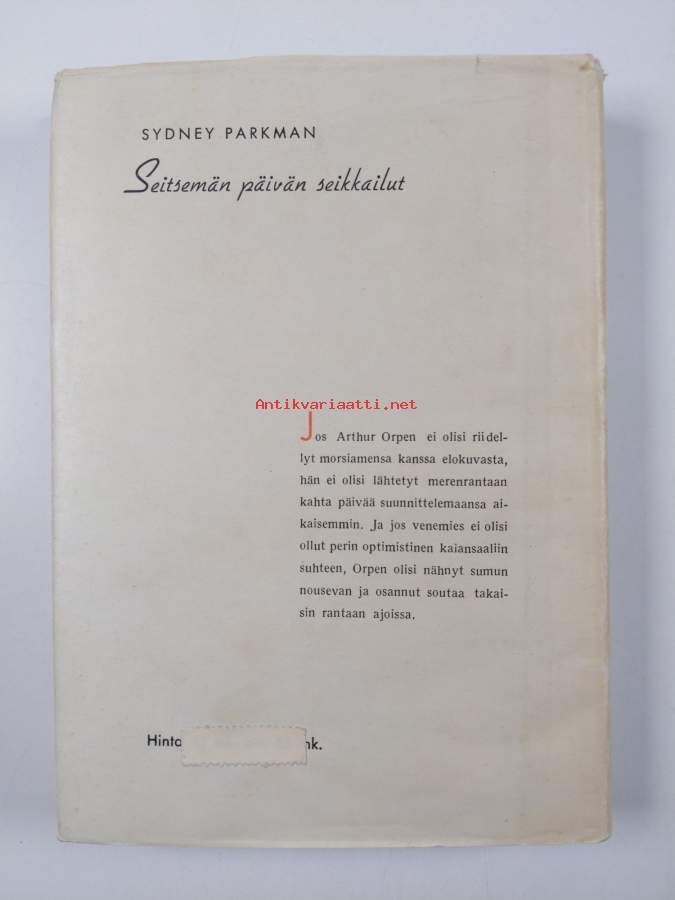 SYDNEY PARKMAN
Seitsemän päivän seikkailut
Antikvariaatti.net
Jos Arthur Orpen ei olisi riidel-
lyt morsiamensa kanssa elokuvasta,
hän ei olisi lähtetyt merenrantaan
kahta päivää suunnittelemaansa ai-
kaisemmin. Ja jos venemies ei olisi
ollut perin optimistinen kalansaaliin
suhteen, Orpen olisi nähnyt sumun
nousevan ja osannut soutaa takai-
sin rantaan ajoissa.